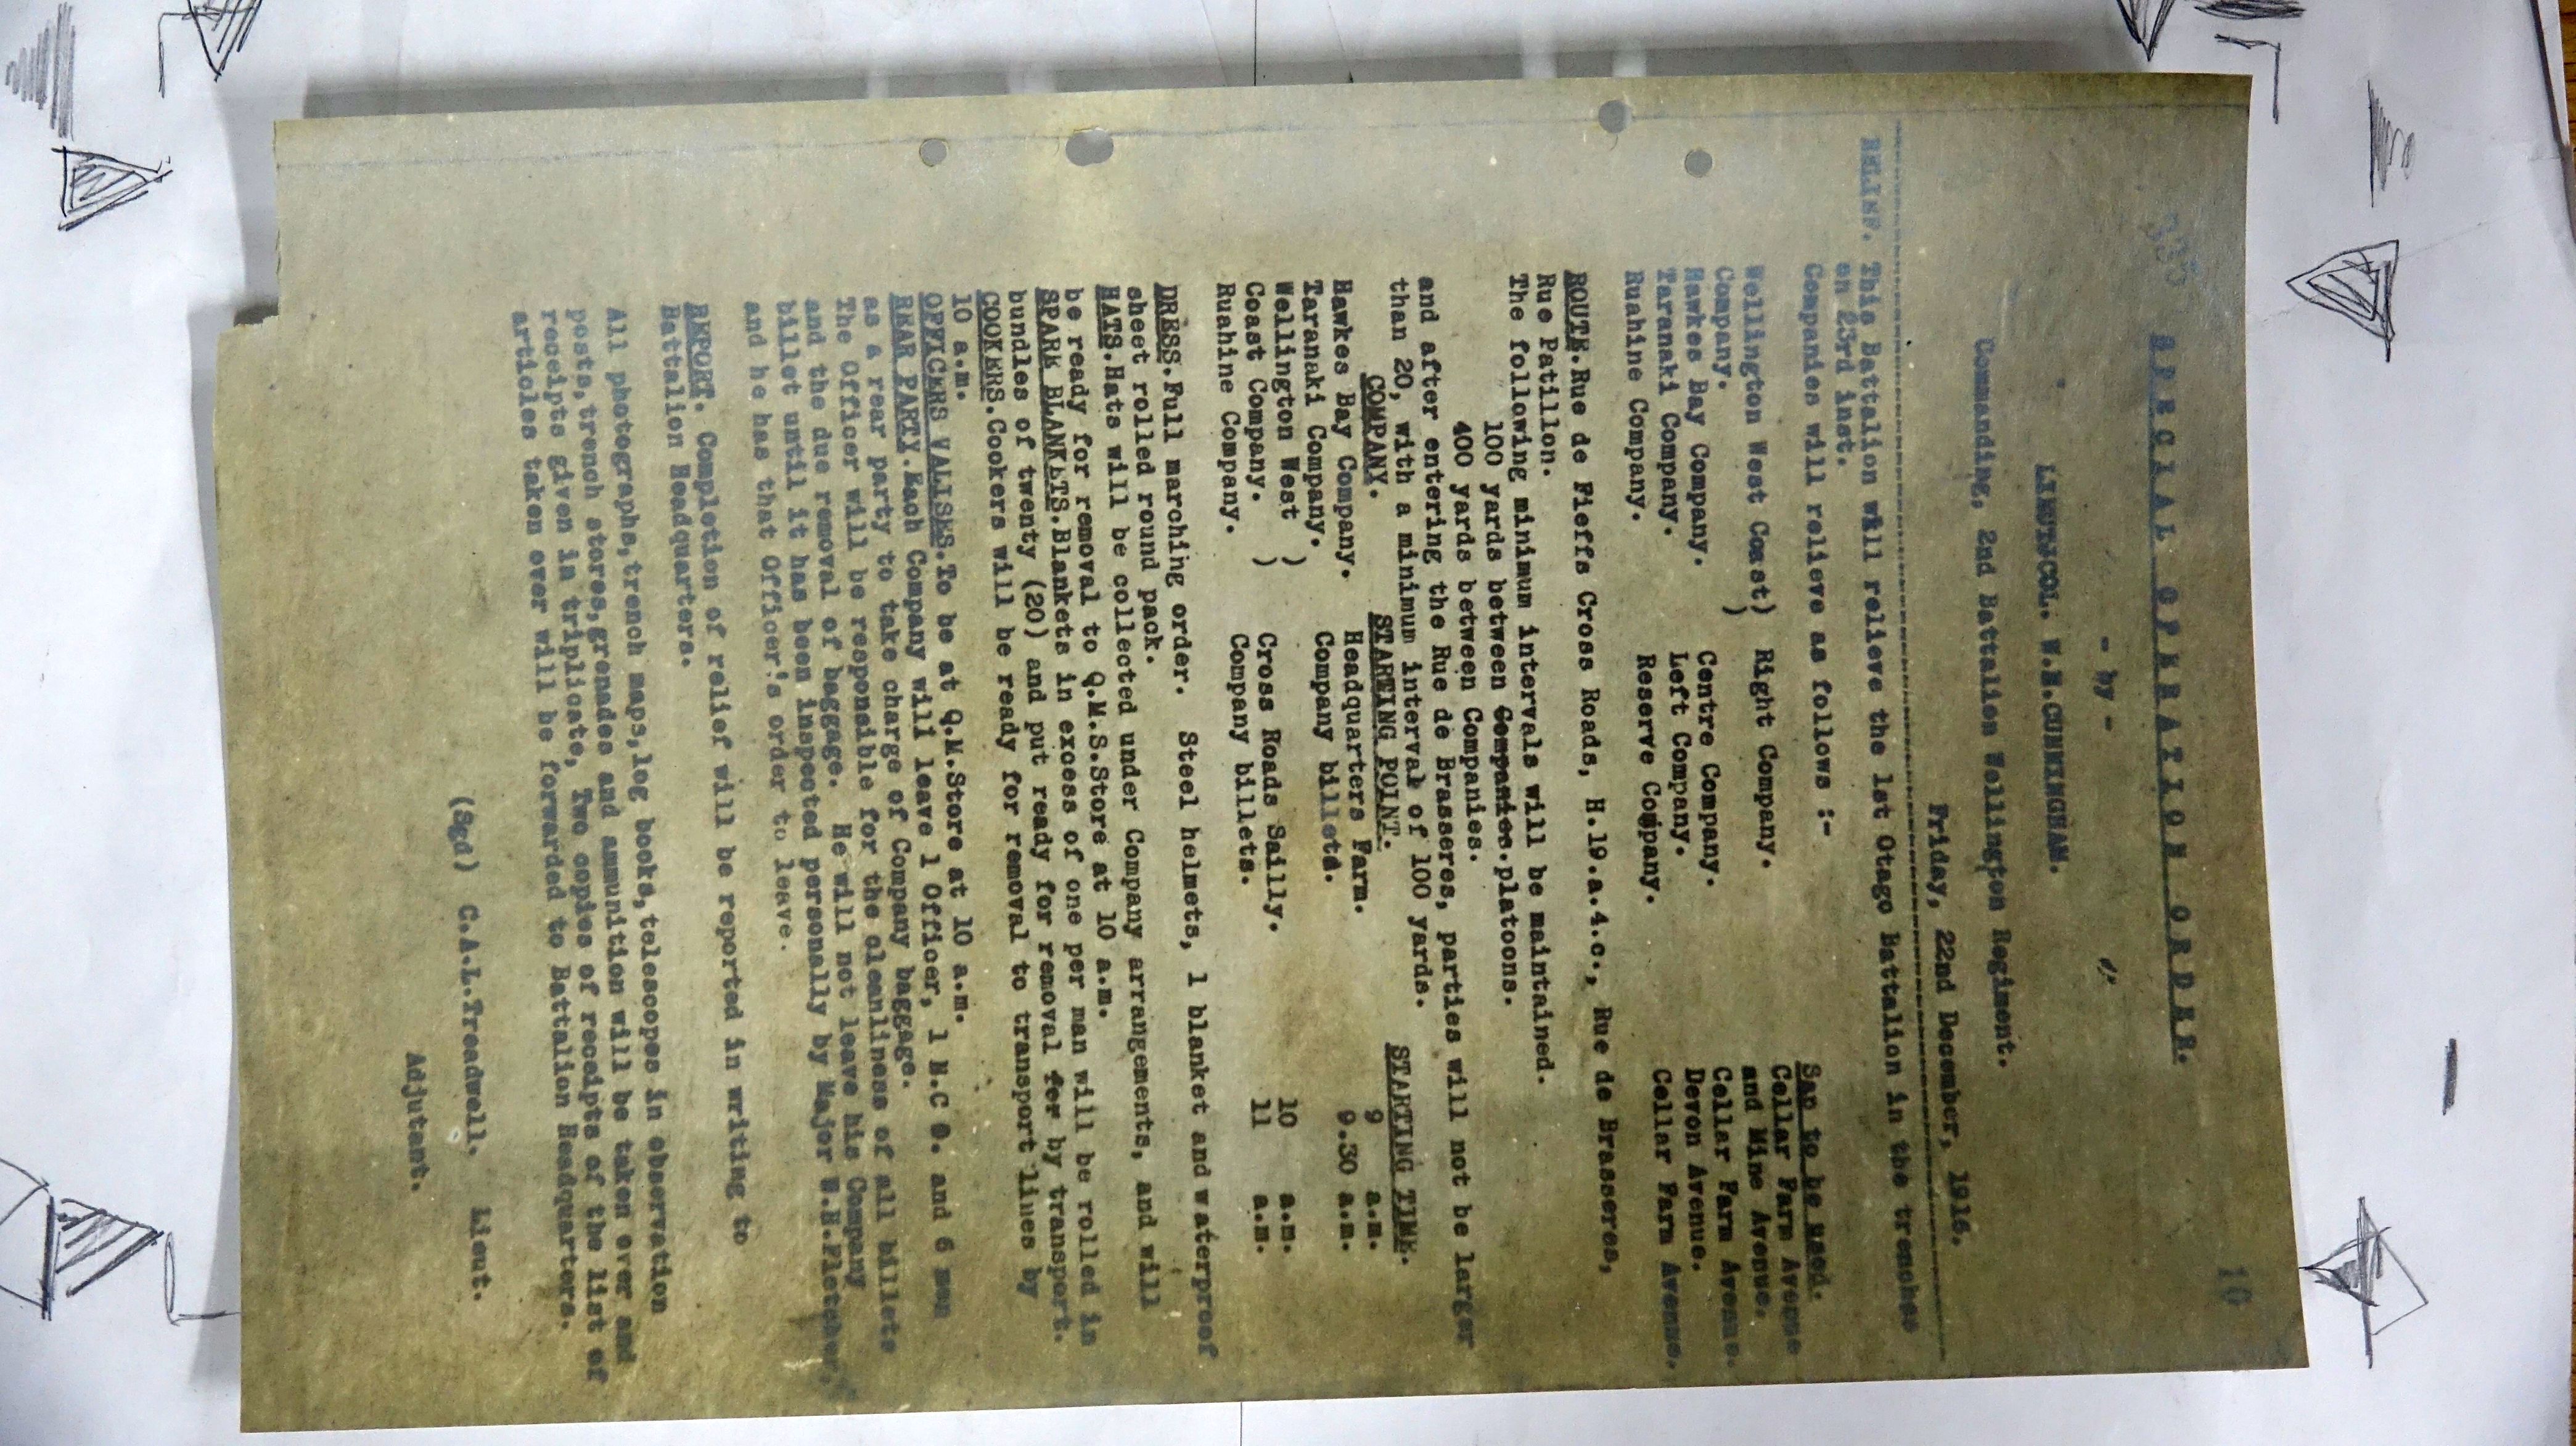 10
S P E C I A L   O P E R A T I O N   O R D E R.
- by -
LIEUT.COL. W.H.CUNNINGHAM.
Commanding, 2nd Battalion Wellington Regiment.
Friday, 22nd December, 1916.
RELIEF. This Battalion will relieve the 1st Otago Battalion in the trenches
on 23rd inst.
Companies will relieve as follows :-
Sap to be used.
Wellington West Coast) Right Company. Cellar Farm Avenue
Company. ) and Mine Avenue.
Hawkes Bay Company. Centre Company. Cellar Farm Avenue.
Taranaki Company. Left Company. Devon Avenue.
Ruahine Company. Reserve Company. Cellar Farm Avenue.
ROUTE. Rue de Fieffs Cross Roads, H.19.a.4.c., Rue de Brasseres,
Rue Patillon.
The following minimum intervals will be maintained.
100 yards between Companies.platoons.
400 yards between Companies.
and after entering the Rue de Brasseres, parties will not be larger
than 20, with a minimum interval of 100 yards.
COMPANY. STARTING POINT. STARTING TIME.
Hawkes Bay Company. Headquarters Farm. 9 a.m.
Taranaki Company. Company billets. 9.30 a.m.
Wellington West )
Coast Company. ) Cross Roads Sailly. 10 a.m.
Ruahine Company. Company billets. 11 a.m.
DRESS.Full marching order. Steel helmets, 1 blanket and waterproof
sheet rolled round pack.
HATS.Hats will be collected under Company arrangements, and will
be ready for removal to Q.M.S.Store at 10 a.m.
SPARE BLANKETS.Blankets in excess of one per man will be rolled in
bundles of twenty (20) and put ready for removal for by transport.
COOKERS.Cookers will be ready for removal to transport lines by
10 a.m.
OFFICERS VALISES.To be at Q.M.Store at 10 a.m.
REAR PARTY.Each Company will leave 1 Officer, 1 N.C O. and 6 men
as a rear party to take charge of Company baggage.
The Officer will be responsible for the cleanliness of all billets
and the due removal of baggage. He will not leave his Company
billet until it has been inspected personally by Major W.H.Fletcher,
and he has that Officer's order to leave.
REPORT. Completion of relief will be reported in writing to
Battalion Headquarters.
All photographs,trench maps,log books,telescopes in observation
posts,trench stores,grenades and ammunition will be taken over and
receipts given in triplicate, Two copies of receipts of the list of
articles taken over will be forwarded to Battalion Headquarters.
(Sgd) C.A.L.Treadwell. Lieut.
Adjutant.